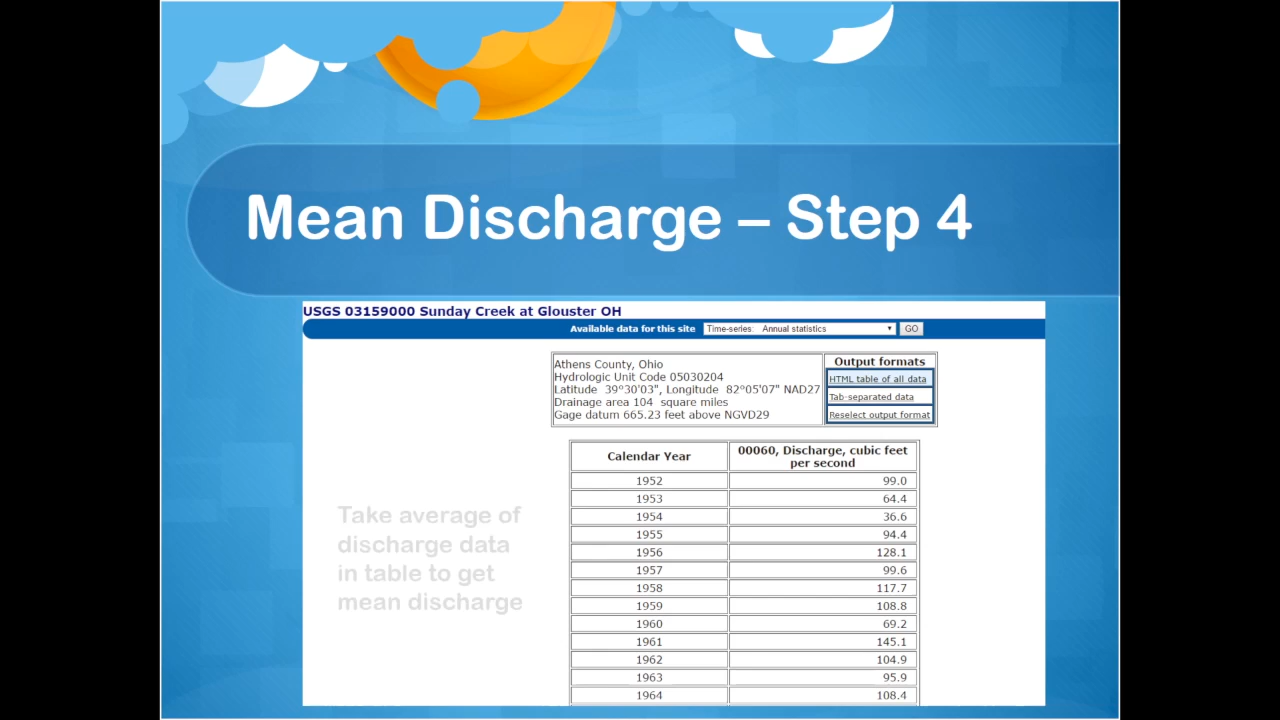 Mean Discharge – Step 4
USGS 03159000 Sunday Creek at Glouster OH
Available data for this site Time-series: Annual statistics GO
Athens County, Ohio
Hydrologic Unit Code 05030204
Latitude 39°30'03", Longitude 82°05'07" NAD27
Drainage area 104 square miles
Gage datum 665.23 feet above NGVD29
Output formats
HTML table of all data
Tab-separated data
Reselect output format
Take average of
discharge data
in table to get
mean discharge
Calendar Year 00060, Discharge, cubic feet
per second
1952 99.0
1953 64.4
1954 36.6
1955 94.4
1956 128.1
1957 99.6
1958 117.7
1959 108.8
1960 69.2
1961 145.1
1962 104.9
1963 95.9
1964 108.4